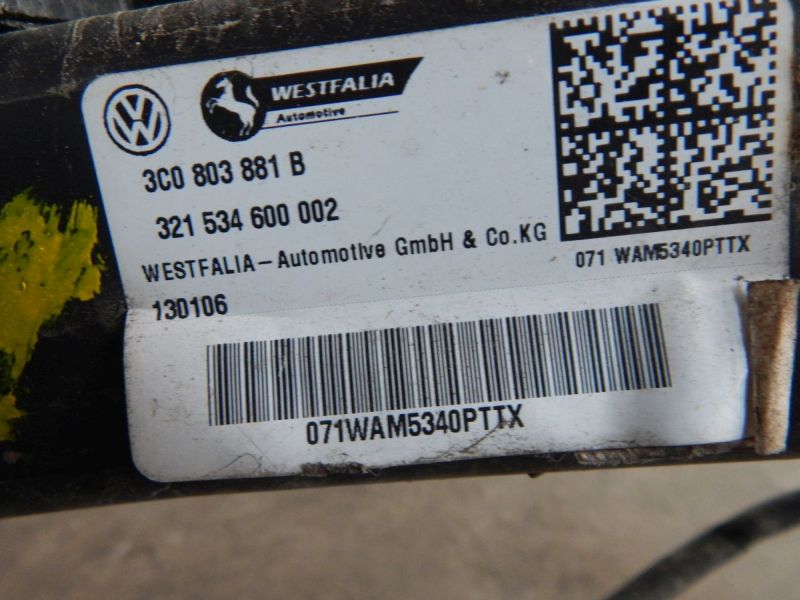 WESTFALIA
Automotive
3C0 803 881 B
321 534 600 002
WESTFALIA-Automotive GmbH & Co.KG
130106
071 WAM5340PTTX
071WAM5340PTTX